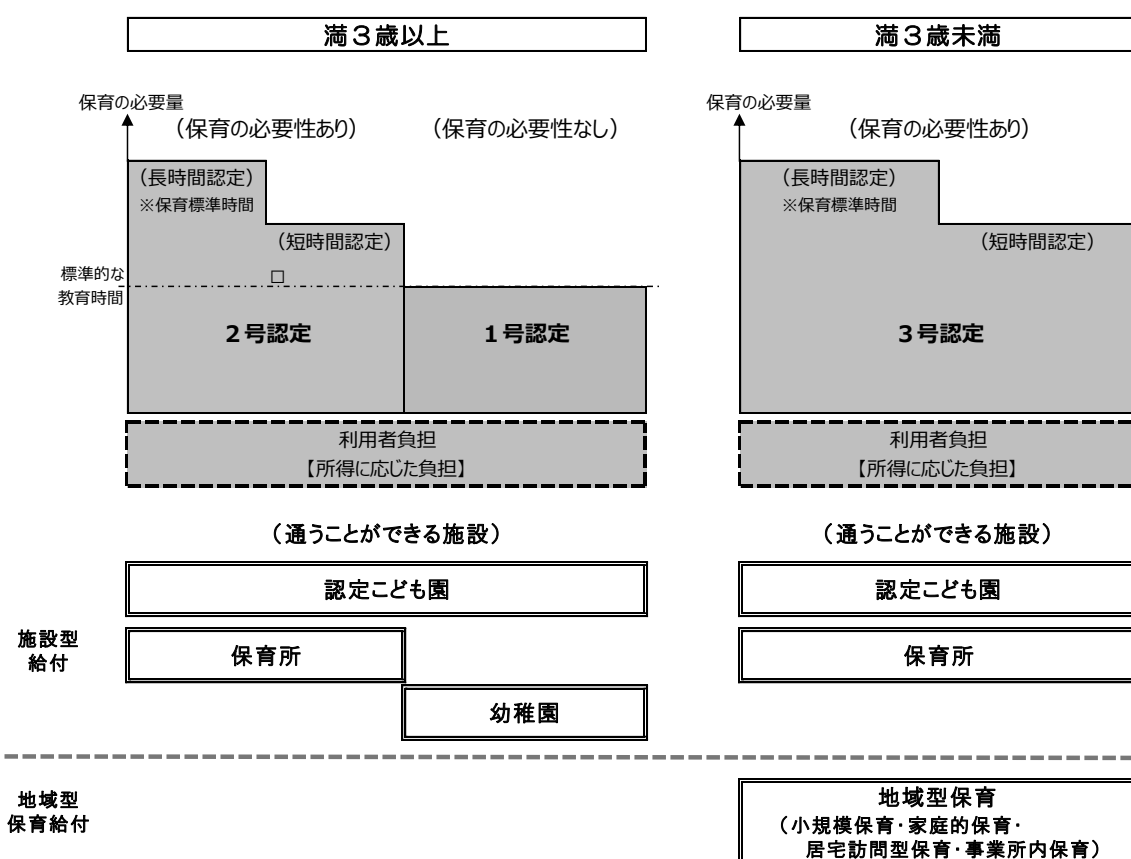 満３歳以上
満３歳未満
保育の必要量
保育の必要量
（保育の必要性あり）
（保育の必要性なし）
（保育の必要性あり）
（長時間認定）
※保育標準時間
（長時間認定）
※保育標準時間
（短時間認定）
（短時間認定）
標準的な
教育時間
２号認定
１号認定
３号認定
利用者負担
【所得に応じた負担】
利用者負担
【所得に応じた負担】
（通うことができる施設）
（通うことができる施設）
認定こども園
認定こども園
施設型
給付
保育所
保育所
幼稚園
地域型
保育給付
地域型保育
（小規模保育・家庭的保育・
居宅訪問型保育・事業所内保育）